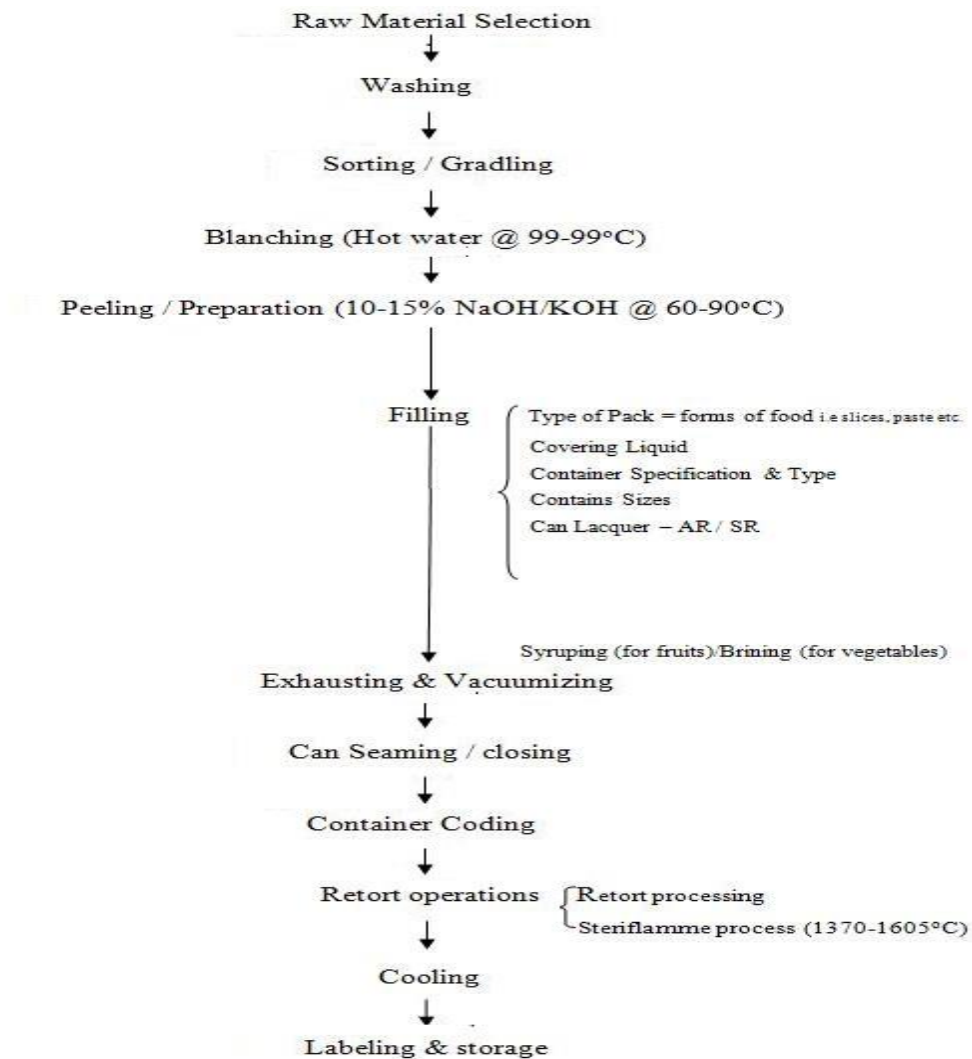 Raw Material Selection
Washing
Sorting / Gradling
Blanching (Hot water @ 99-99°C)
Peeling / Preparation (10-15% NaOH/KOH @ 60-90°C)
Filling
Type of Pack = forms of food i.e slices, paste etc.
Covering Liquid
Container Specification & Type
Contains Sizes
Can Lacquer – AR / SR
Syruping (for fruits)/Brining (for vegetables)
Exhausting & Vacuumizing
Can Seaming / closing
Container Coding
Retort operations
Retort processing
Steriflamme process (1370-1605°C)
Cooling
Labeling & storage